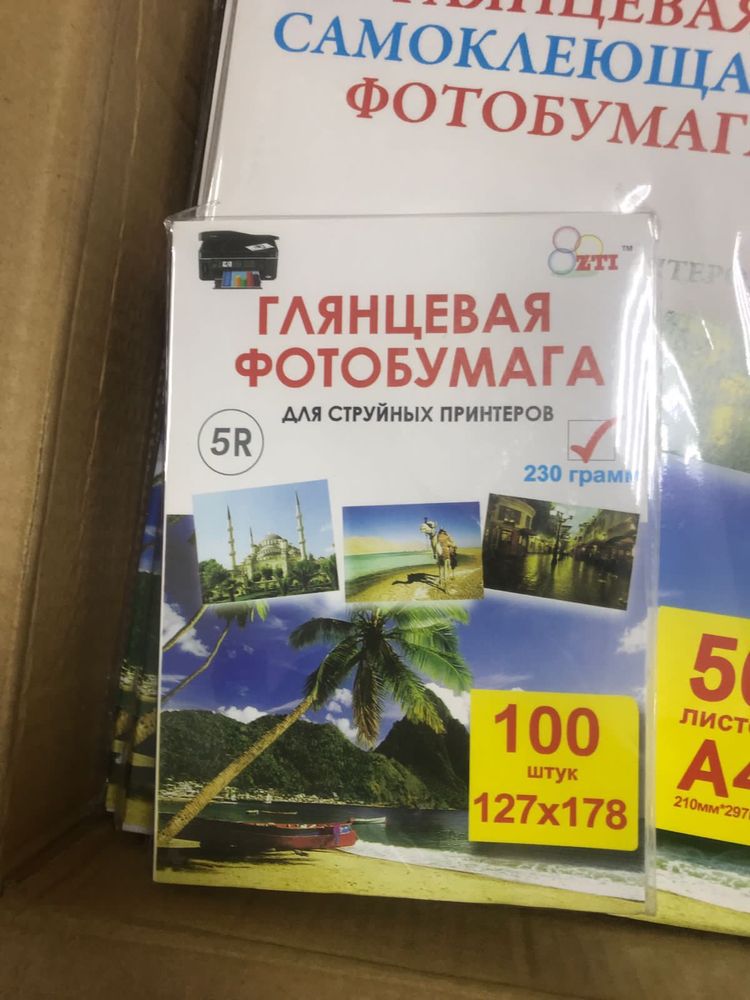 ГЛЯНЦЕВАЯ
САМОКЛЕЮЩА
ФОТОБУМАГ
ZTI ™
ГЛЯНЦЕВАЯ
ФОТОБУМАГА
ДЛЯ СТРУЙНЫХ ПРИНТЕРОВ
5R
230 грамм
100
штук
127x178
50
листо
A4
210мм*297